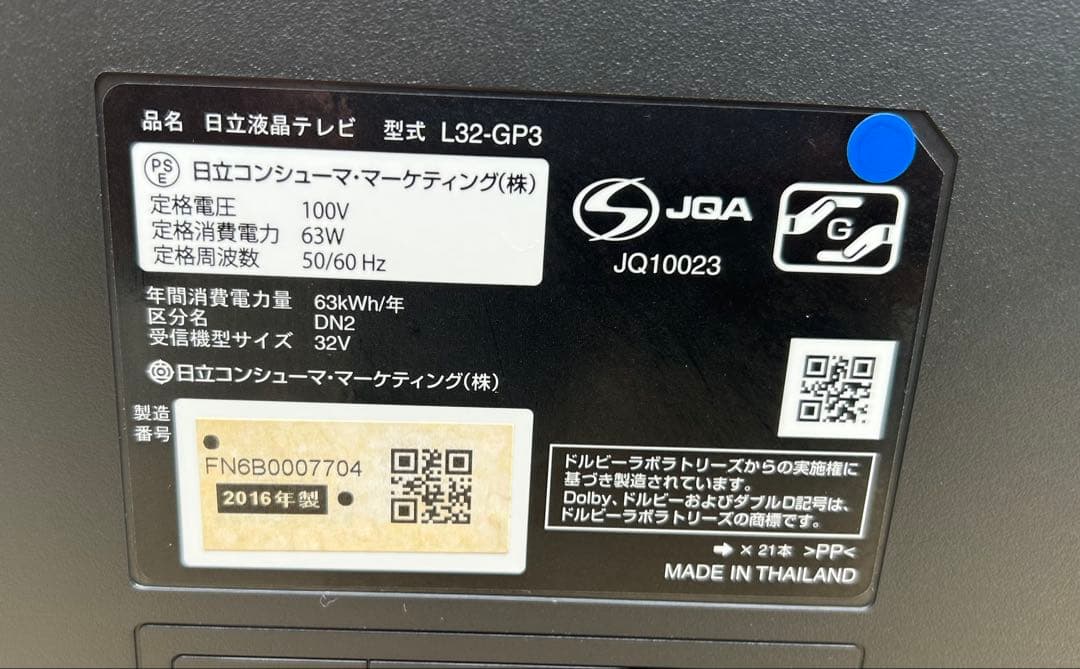 品名 日立液晶テレビ 型式 L32-GP3
PS
E
日立コンシューマ・マーケティング(株)
定格電圧 100V
定格消費電力 63W
定格周波数 50/60 Hz
JQA
JQ10023
G
年間消費電力量 63kWh/年
区分名 DN2
受信機型サイズ 32V
日立コンシューマ・マーケティング(株)
製造
番号
FN6B0007704
2016年製
ドルビーラボラトリーズからの実施権に
基づき製造されています。
Dolby、ドルビーおよびダブルD記号は、
ドルビーラボラトリーズの商標です。
➡ × 21本 >PP<
MADE IN THAILAND